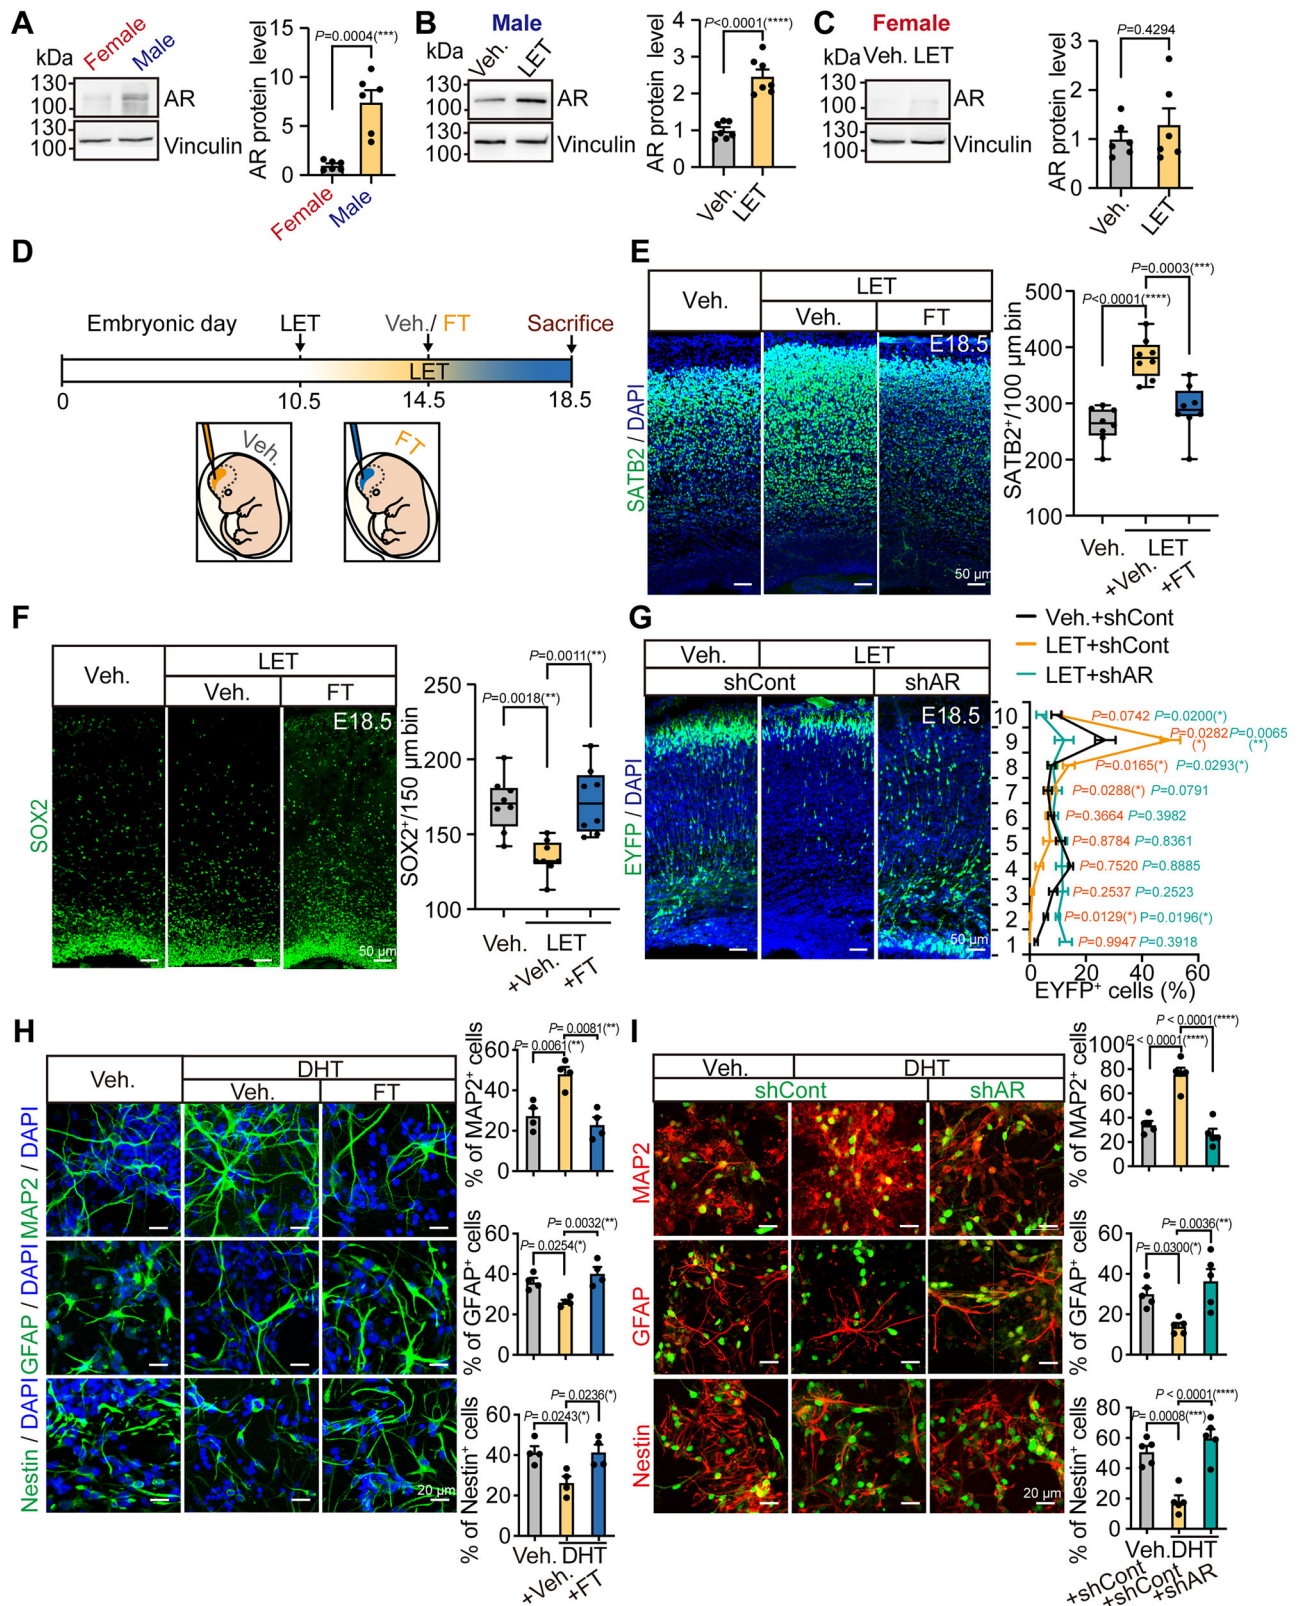 A
kDa
Female
Male
130
100
AR
130
100
Vinculin
AR protein level
15
10
5
0
P=0.0004(***)
Female
Male
B
Male
kDa
Veh.
LET
130
100
AR
130
100
Vinculin
AR protein level
4
3
2
1
0
P<0.0001(****)
Veh.
LET
C
Female
kDa Veh. LET
130
100
AR
130
100
Vinculin
AR protein level
3
2
1
0
P=0.4294
Veh.
LET
D
Embryonic day
LET
Veh./ FT
Sacrifice
LET
0
10.5
14.5
18.5
Veh.
FT
E
Veh.
LET
Veh.
FT
E18.5
SATB2 / DAPI
50 µm
SATB2⁺/100 µm bin
500
400
300
200
100
P<0.0001(****)
P=0.0003(***)
Veh.
LET
+Veh.
+FT
F
Veh.
LET
Veh.
FT
E18.5
SOX2
50 µm
SOX2⁺/150 µm bin
250
200
150
100
P=0.0018(**)
P=0.0011(**)
Veh.
LET
+Veh.
+FT
G
Veh.
LET
shCont
shAR
E18.5
EYFP / DAPI
50 µm
Veh.+shCont
LET+shCont
LET+shAR
10 P=0.0742 P=0.0200(*)
9 P=0.0282 P=0.0065
(*) (**)
8 P=0.0165(*) P=0.0293(*)
7 P=0.0288(*) P=0.0791
6 P=0.3664 P=0.3982
5 P=0.8784 P=0.8361
4 P=0.7520 P=0.8885
3 P=0.2537 P=0.2523
2 P=0.0129(*) P=0.0196(*)
1 P=0.9947 P=0.3918
0 20 40 60
EYFP⁺ cells (%)
H
Veh.
DHT
Veh.
FT
MAP2 / DAPI
GFAP / DAPI
Nestin / DAPI
20 µm
% of MAP2⁺ cells
60
40
20
0
P= 0.0061(**)
P= 0.0081(**)
% of GFAP⁺ cells
60
40
20
0
P= 0.0254(*)
P= 0.0032(**)
% of Nestin⁺ cells
60
40
20
0
P= 0.0243(*)
P= 0.0236(*)
Veh. DHT
+Veh.
+FT
I
Veh.
DHT
shCont
shAR
MAP2
GFAP
Nestin
20 µm
% of MAP2⁺ cells
100
80
60
40
20
0
P < 0.0001(****)
P < 0.0001(****)
% of GFAP⁺ cells
60
40
20
0
P= 0.0300(*)
P= 0.0036(**)
% of Nestin⁺ cells
80
60
40
20
0
P= 0.0008(***)
P < 0.0001(****)
Veh. DHT
+shCont
+shCont
+shAR